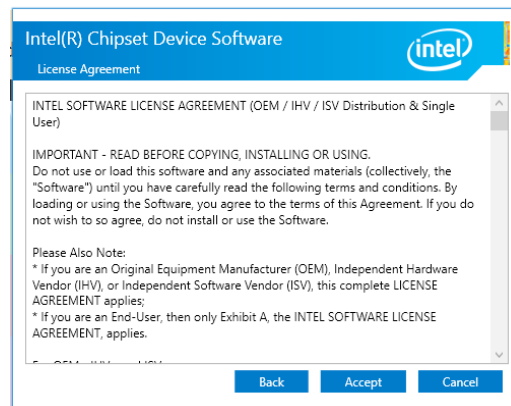 Intel(R) Chipset Device Software
(intel)
License Agreement
INTEL SOFTWARE LICENSE AGREEMENT (OEM / IHV / ISV Distribution & Single
User)
IMPORTANT - READ BEFORE COPYING, INSTALLING OR USING.
Do not use or load this software and any associated materials (collectively, the
"Software") until you have carefully read the following terms and conditions. By
loading or using the Software, you agree to the terms of this Agreement. If you do
not wish to so agree, do not install or use the Software.
Please Also Note:
* If you are an Original Equipment Manufacturer (OEM), Independent Hardware
Vendor (IHV), or Independent Software Vendor (ISV), this complete LICENSE
AGREEMENT applies;
* If you are an End-User, then only Exhibit A, the INTEL SOFTWARE LICENSE
AGREEMENT, applies.
Back Accept Cancel